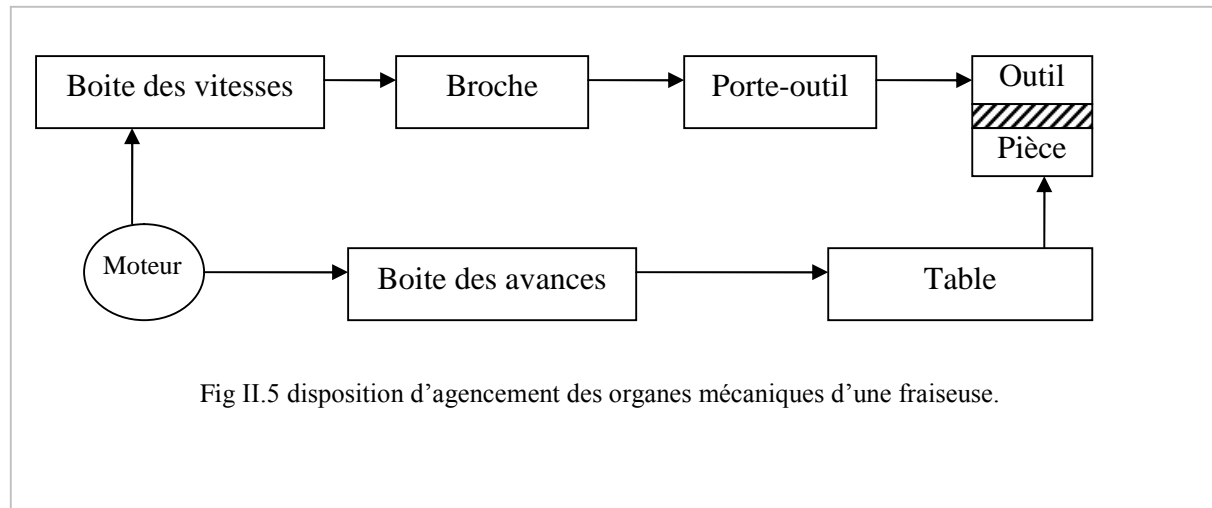 Boite des vitesses
Broche
Porte-outil
Outil
Pièce
Moteur
Boite des avances
Table
Fig II.5 disposition d’agencement des organes mécaniques d’une fraiseuse.